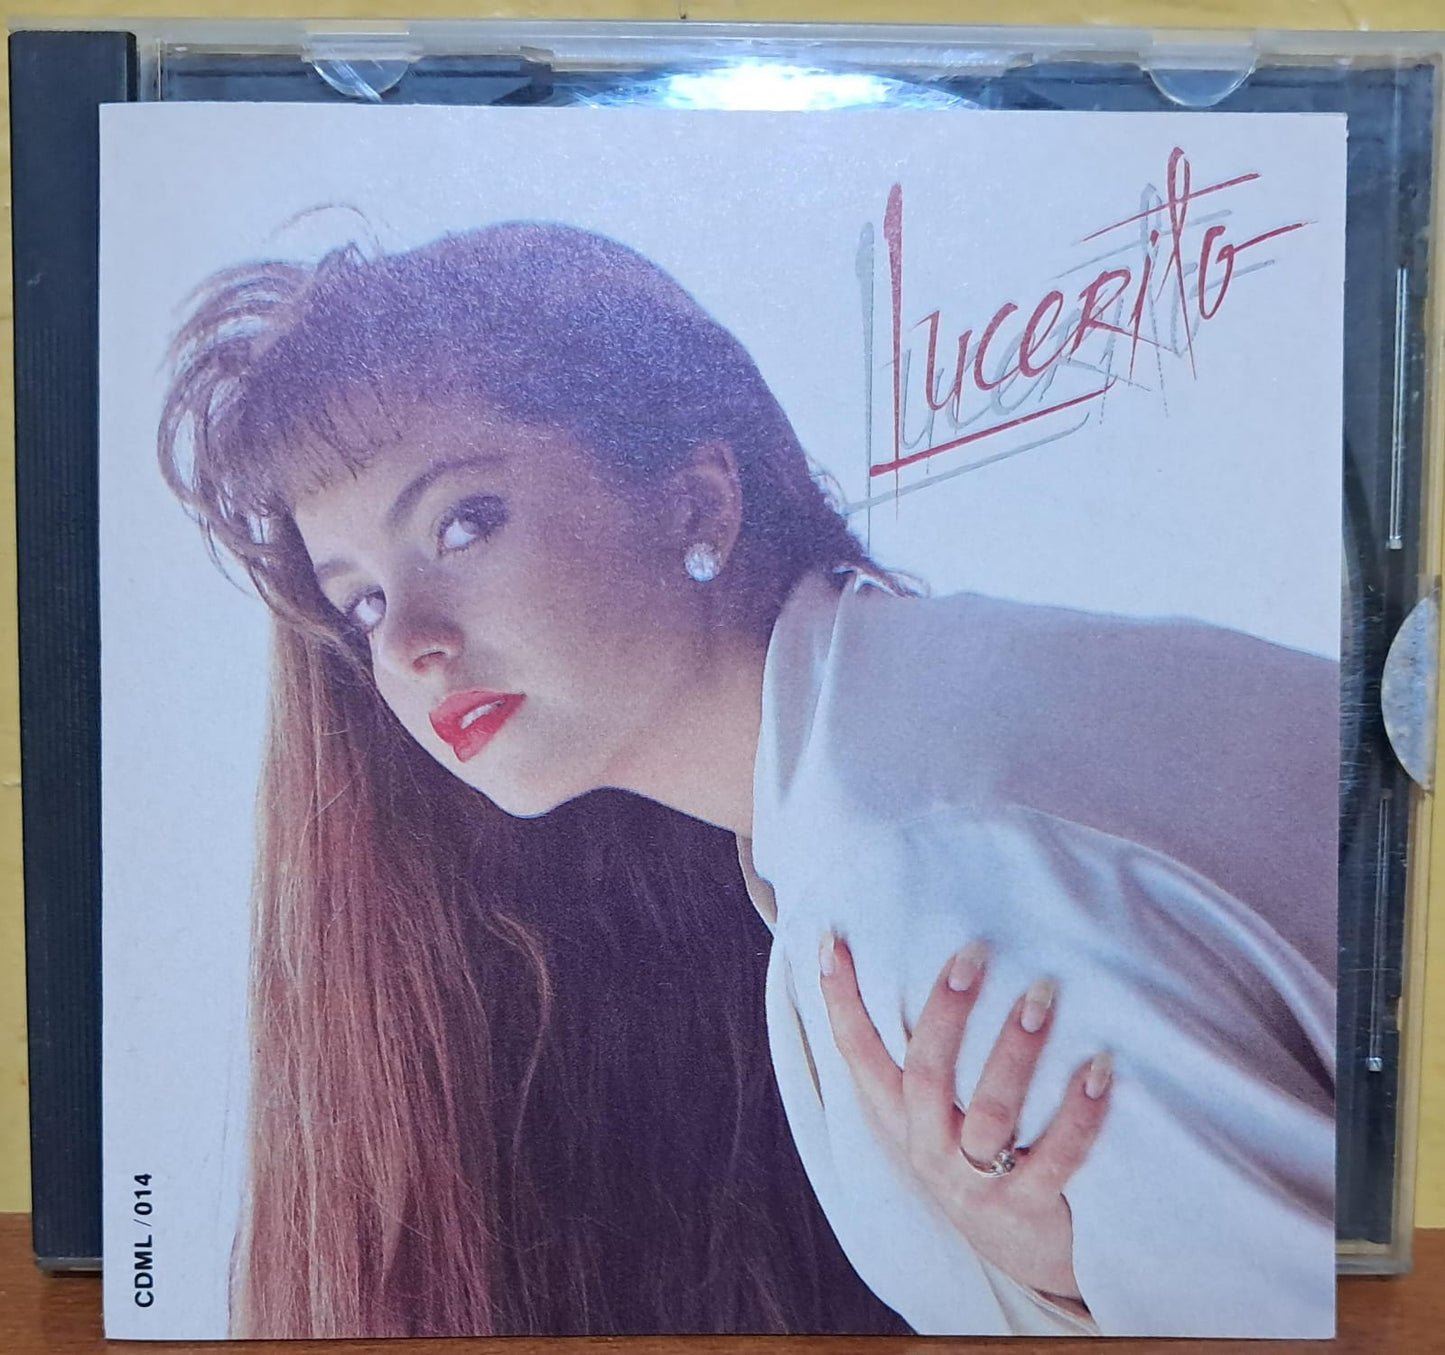 Lucerito
CDML / 014